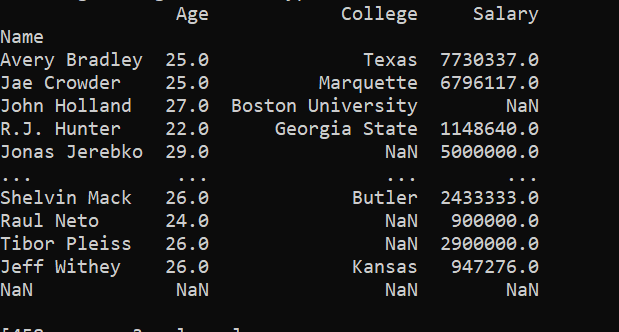 Age College Salary
Name
Avery Bradley 25.0 Texas 7730337.0
Jae Crowder 25.0 Marquette 6796117.0
John Holland 27.0 Boston University NaN
R.J. Hunter 22.0 Georgia State 1148640.0
Jonas Jerebko 29.0 NaN 5000000.0
... ... ... ...
Shelvin Mack 26.0 Butler 2433333.0
Raul Neto 24.0 NaN 900000.0
Tibor Pleiss 26.0 NaN 2900000.0
Jeff Withey 26.0 Kansas 947276.0
NaN NaN NaN NaN